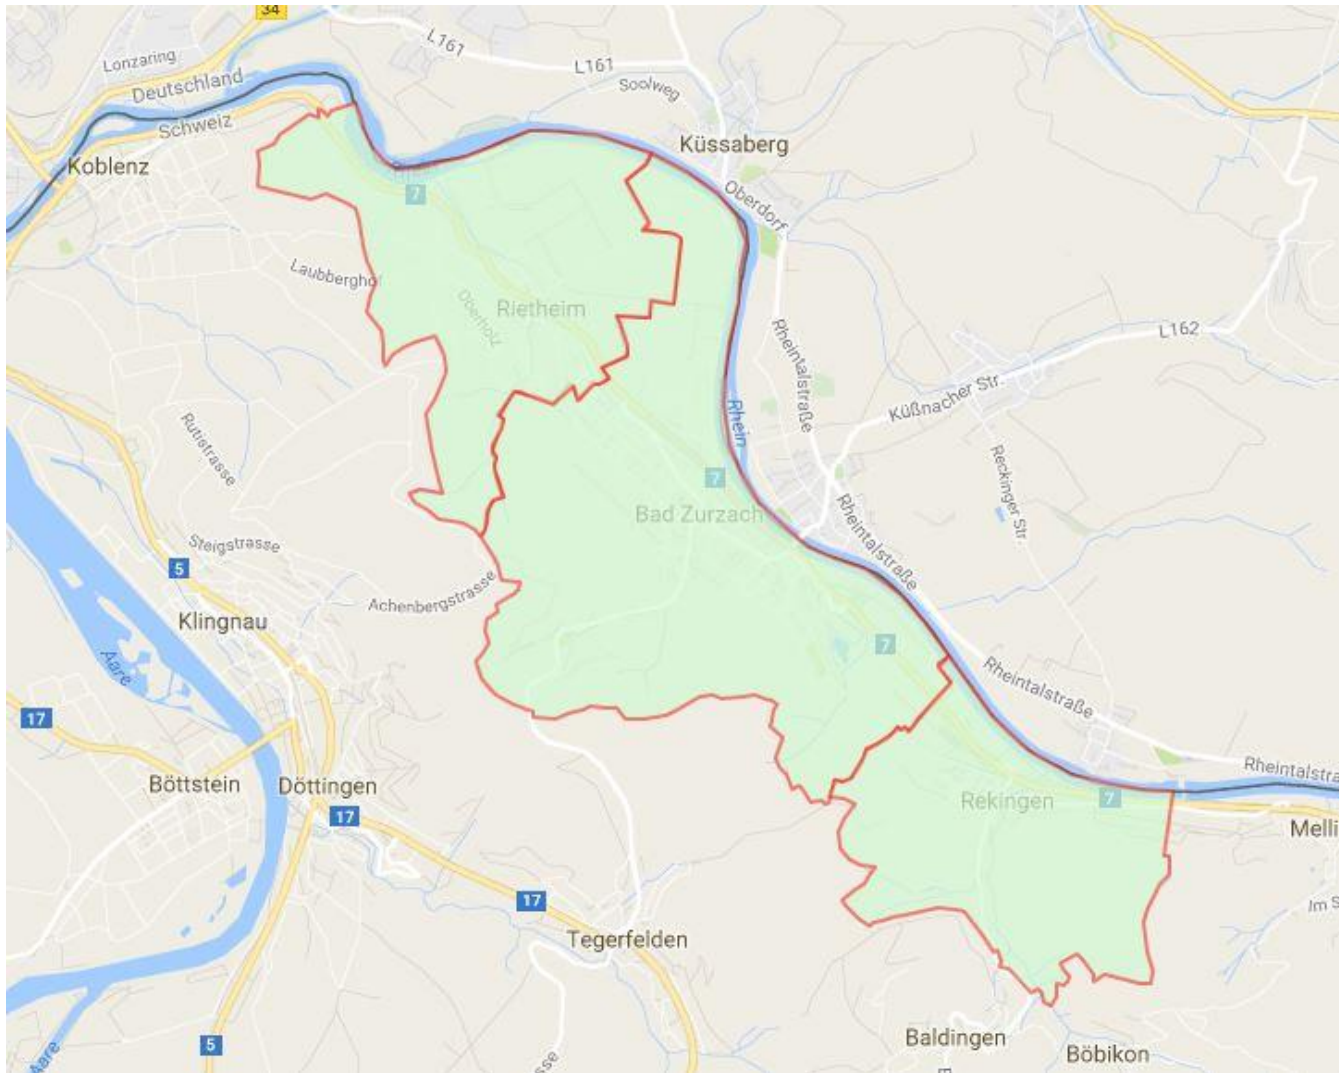 34
L161
Lonzaring
L161
Deutschland
Soolweg
Schweiz
Küssaberg
Koblenz
7
Oberdorf
Laubberghof
Oberholz
Rietheim
Rheintalstraße
L162
Küßnacher Str.
Rhein
Rutistrasse
Reckinger Str.
7
Bad Zurzach
Rheintalstraße
Steigstrasse
5
Achenbergstrasse
Klingnau
7
Aare
Rheintalstraße
17
Rheintalstra
Böttstein
Döttingen
Rekingen
7
17
Melli
17
Im S
Tegerfelden
Baldingen
5
Böbikon
Aare
sse